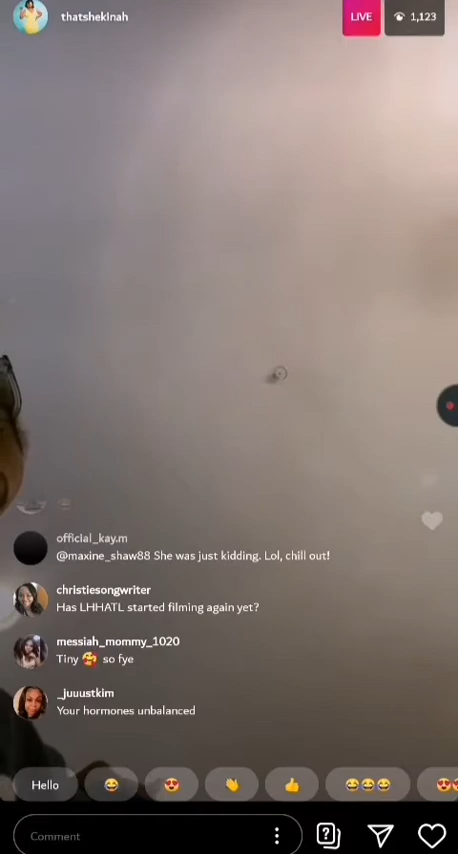 thatshekinah
LIVE
1,123
official_kay.m
@maxine_shaw88 She was just kidding. Lol, chill out!
christiesongwriter
Has LHHATL started filming again yet?
messiah_mommy_1020
Tiny 🥰 so fye
_juuustkim
Your hormones unbalanced
Hello 😂 😍 👏 👍 😂😂😂
Comment